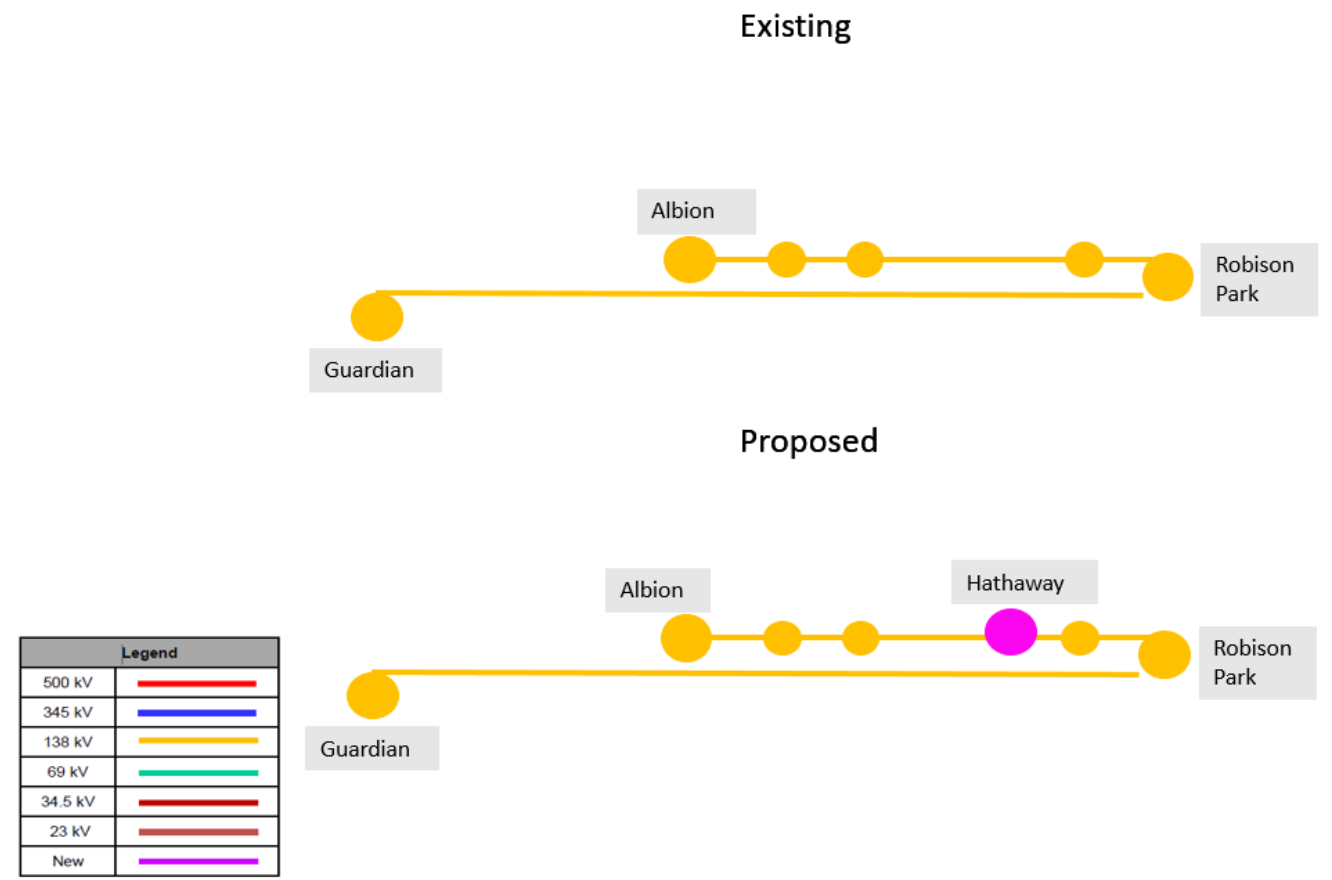 Existing
Albion
Robison
Park
Guardian
Proposed
Hathaway
Albion
Robison
Park
Guardian
Legend
500 kV
345 kV
138 kV
69 kV
34.5 kV
23 kV
New